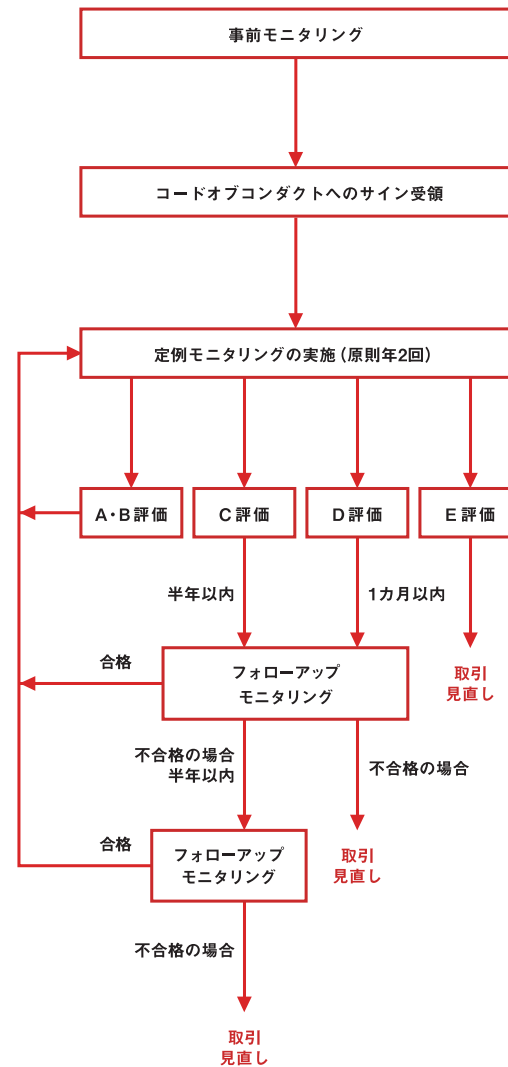 事前モニタリング
コードオブコンダクトへのサイン受領
定例モニタリングの実施（原則年2回）
A・B評価
C評価
D評価
E評価
半年以内
1カ月以内
取引
見直し
合格
フォローアップ
モニタリング
不合格の場合
半年以内
不合格の場合
取引
見直し
合格
フォローアップ
モニタリング
不合格の場合
取引
見直し